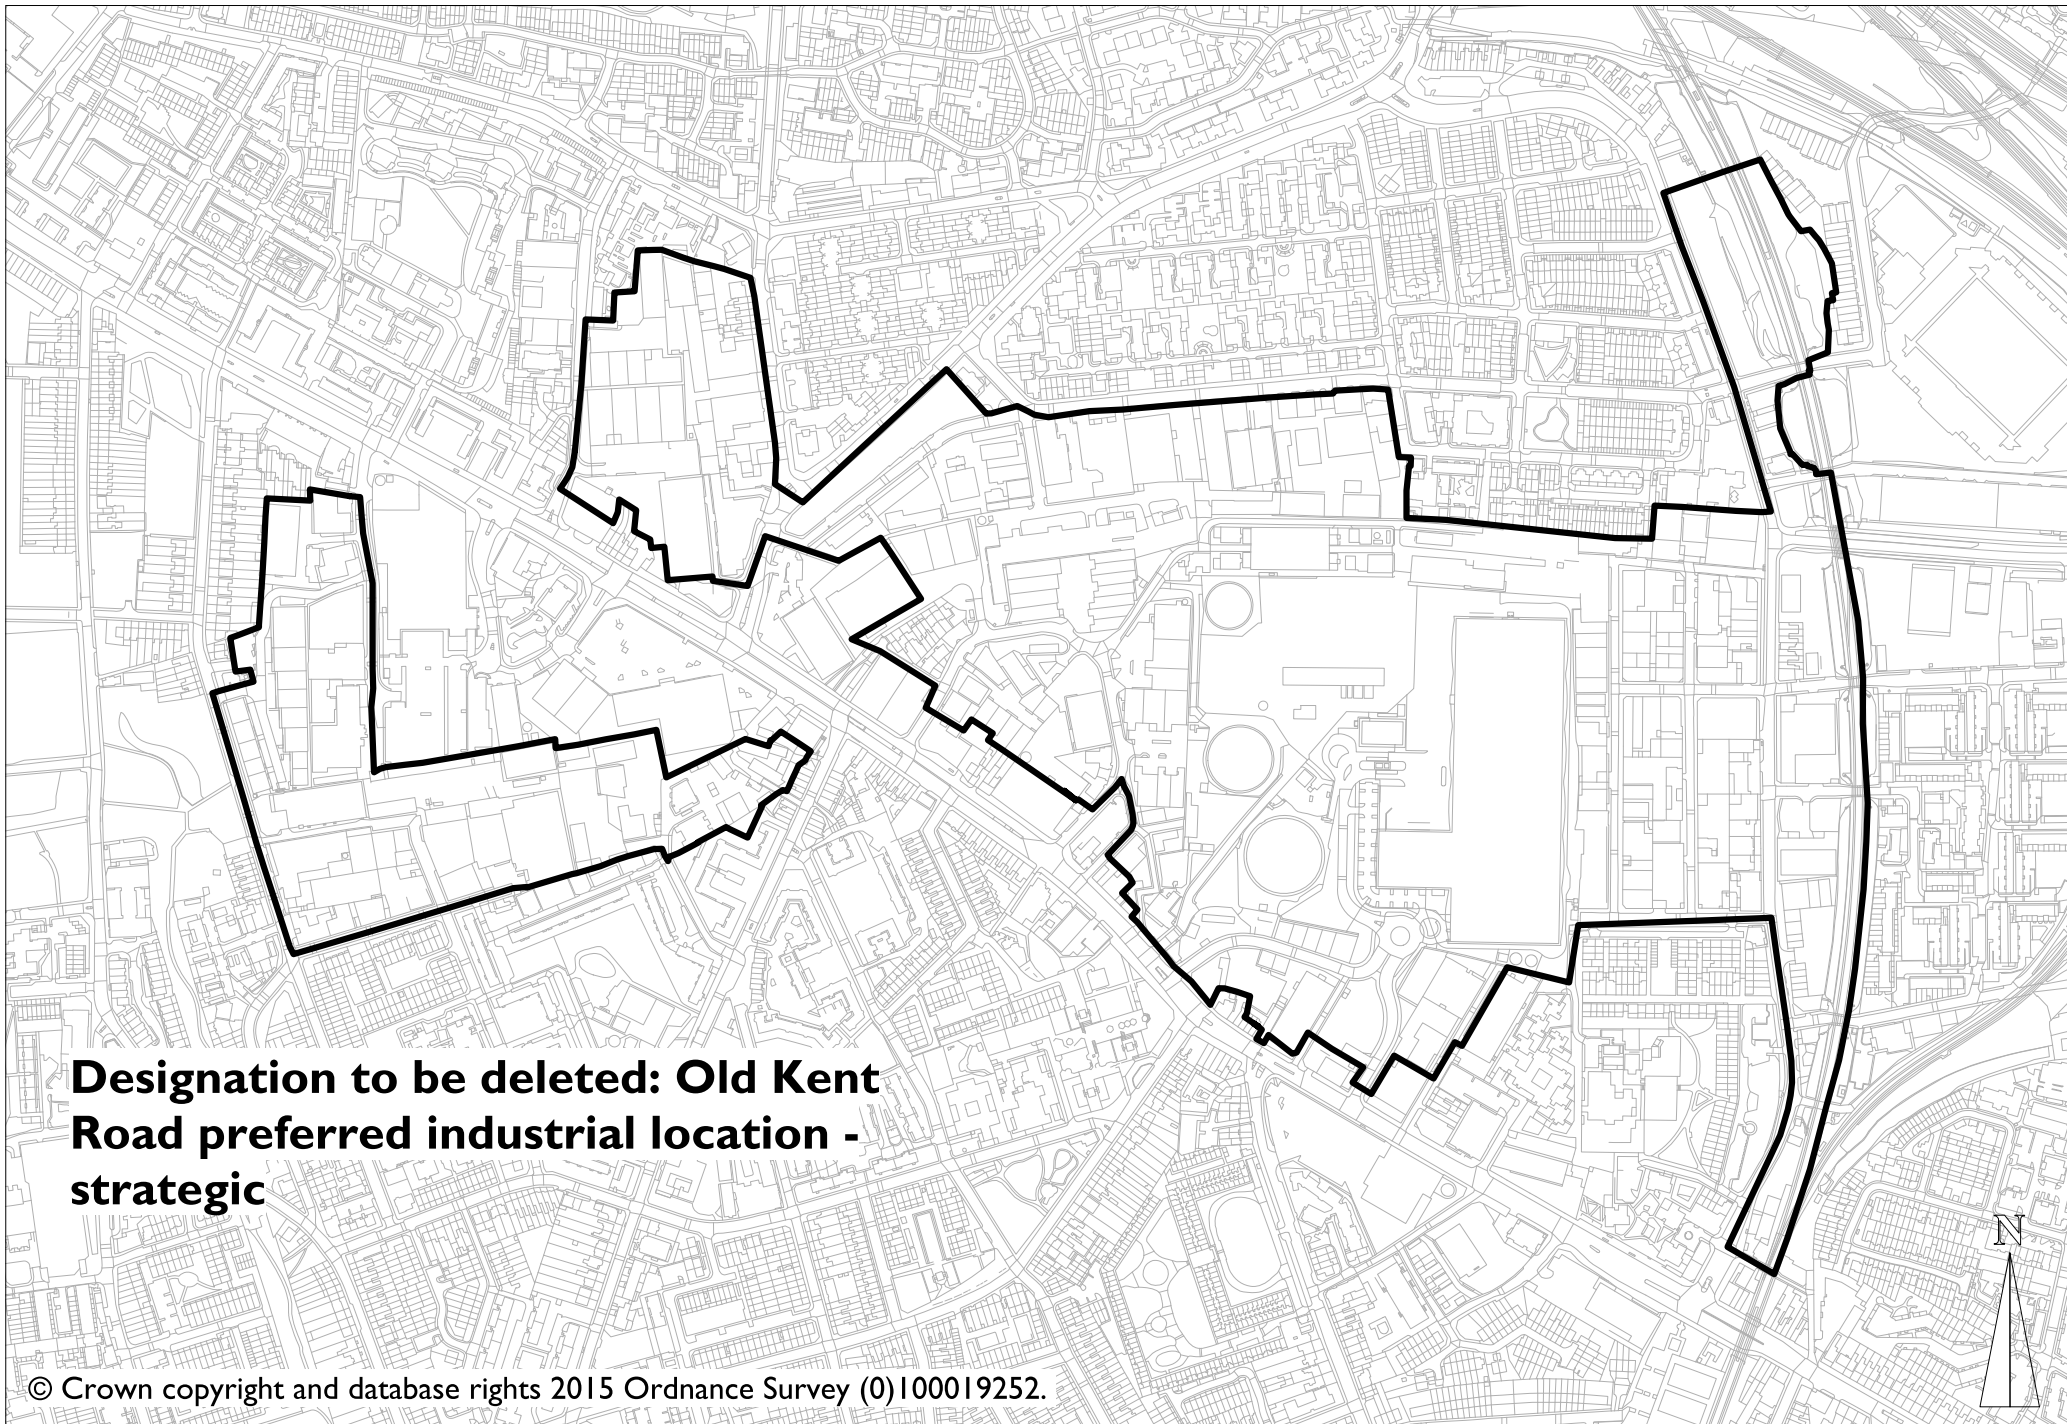 Designation to be deleted: Old Kent
Road preferred industrial location -
strategic
N
© Crown copyright and database rights 2015 Ordnance Survey (0)100019252.